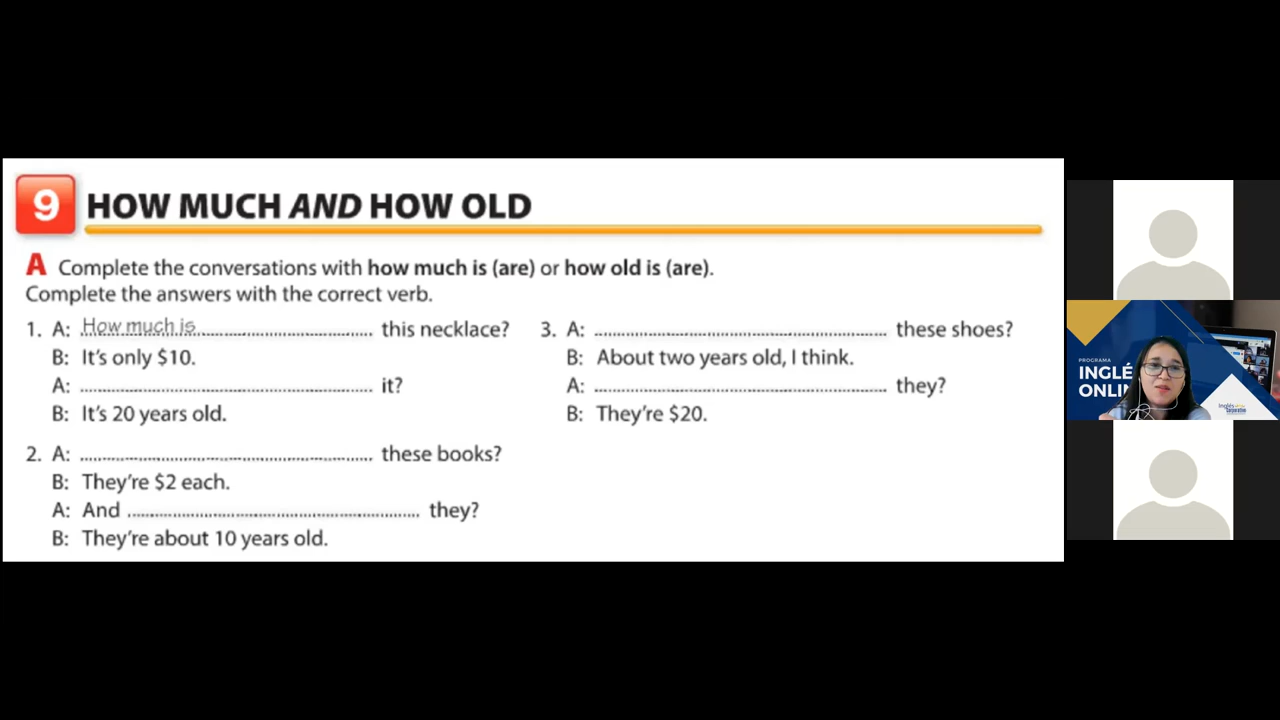 9 HOW MUCH AND HOW OLD
A Complete the conversations with how much is (are) or how old is (are).
Complete the answers with the correct verb.
1. A: How much is ................ this necklace?
B: It's only $10.
A: ................ it?
B: It's 20 years old.
2. A: ................ these books?
B: They're $2 each.
A: And ................ they?
B: They're about 10 years old.
3. A: ................ these shoes?
B: About two years old, I think.
A: ................ they?
B: They're $20.
PROGRAMA
INGLÉ
ONLI
inglés
Corporativo